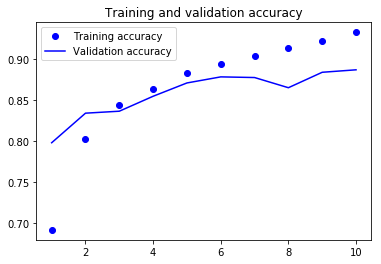 Training and validation accuracy
Training accuracy
Validation accuracy
0.90
0.85
0.80
0.75
0.70
2 4 6 8 10